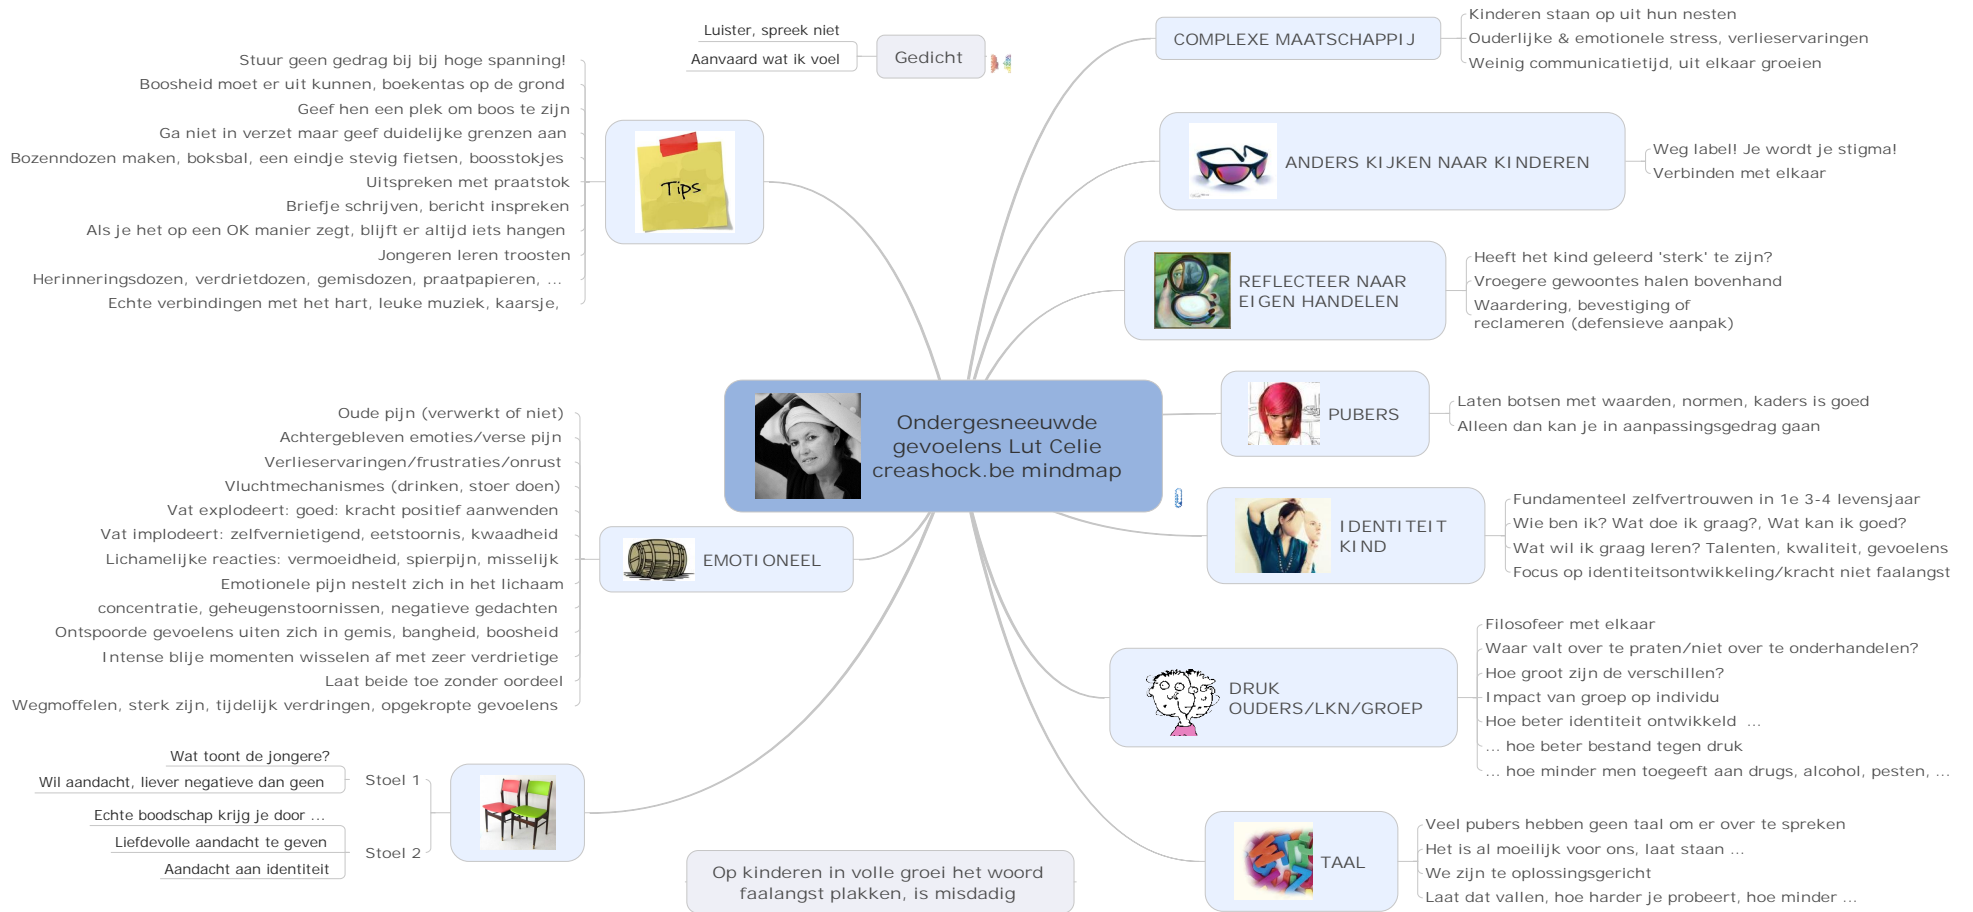 Luister, spreek niet
Aanvaard wat ik voel
Gedicht
Stuur geen gedrag bij bij hoge spanning!
Boosheid moet er uit kunnen, boekentas op de grond
Geef hen een plek om boos te zijn
Ga niet in verzet maar geef duidelijke grenzen aan
Bozenndozen maken, boksbal, een eindje stevig fietsen, boosstokjes
Uitspreken met praatstok
Briefje schrijven, bericht inspreken
Als je het op een OK manier zegt, blijft er altijd iets hangen
Jongeren leren troosten
Herinneringsdozen, verdrietdozen, gemisdozen, praatpapieren, ...
Echte verbindingen met het hart, leuke muziek, kaarsje,
Tips
COMPLEXE MAATSCHAPPIJ
Kinderen staan op uit hun nesten
Ouderlijke & emotionele stress, verlieservaringen
Weinig communicatietijd, uit elkaar groeien
ANDERS KIJKEN NAAR KINDEREN
Weg label! Je wordt je stigma!
Verbinden met elkaar
REFLECTEER NAAR
EIGEN HANDELEN
Heeft het kind geleerd 'sterk' te zijn?
Vroegere gewoontes halen bovenhand
Waardering, bevestiging of
reclameren (defensieve aanpak)
Ondergesneeuwde
gevoelens Lut Celie
creashock.be mindmap
PUBERS
Laten botsen met waarden, normen, kaders is goed
Alleen dan kan je in aanpassingsgedrag gaan
IDENTITEIT
KIND
Fundamenteel zelfvertrouwen in 1e 3-4 levensjaar
Wie ben ik? Wat doe ik graag?, Wat kan ik goed?
Wat wil ik graag leren? Talenten, kwaliteit, gevoelens
Focus op identiteitsontwikkeling/kracht niet faalangst
Oude pijn (verwerkt of niet)
Achtergebleven emoties/verse pijn
Verlieservaringen/frustraties/onrust
Vluchtmechanismes (drinken, stoer doen)
Vat explodeert: goed: kracht positief aanwenden
Vat implodeert: zelfvernietigend, eetstoornis, kwaadheid
Lichamelijke reacties: vermoeidheid, spierpijn, misselijk
Emotionele pijn nestelt zich in het lichaam
concentratie, geheugenstoornissen, negatieve gedachten
Ontspoorde gevoelens uiten zich in gemis, bangheid, boosheid
Intense blije momenten wisselen af met zeer verdrietige
Laat beide toe zonder oordeel
Wegmoffelen, sterk zijn, tijdelijk verdringen, opgekropte gevoelens
EMOTIONEEL
DRUK
OUDERS/LKN/GROEP
Filosofeer met elkaar
Waar valt over te praten/niet over te onderhandelen?
Hoe groot zijn de verschillen?
Impact van groep op individu
Hoe beter identiteit ontwikkeld ...
... hoe beter bestand tegen druk
... hoe minder men toegeeft aan drugs, alcohol, pesten, ...
Wat toont de jongere?
Wil aandacht, liever negatieve dan geen
Stoel 1
Echte boodschap krijg je door ...
Liefdevolle aandacht te geven
Aandacht aan identiteit
Stoel 2
TAAL
Veel pubers hebben geen taal om er over te spreken
Het is al moeilijk voor ons, laat staan ...
We zijn te oplossingsgericht
Laat dat vallen, hoe harder je probeert, hoe minder ...
Op kinderen in volle groei het woord
faalangst plakken, is misdadig